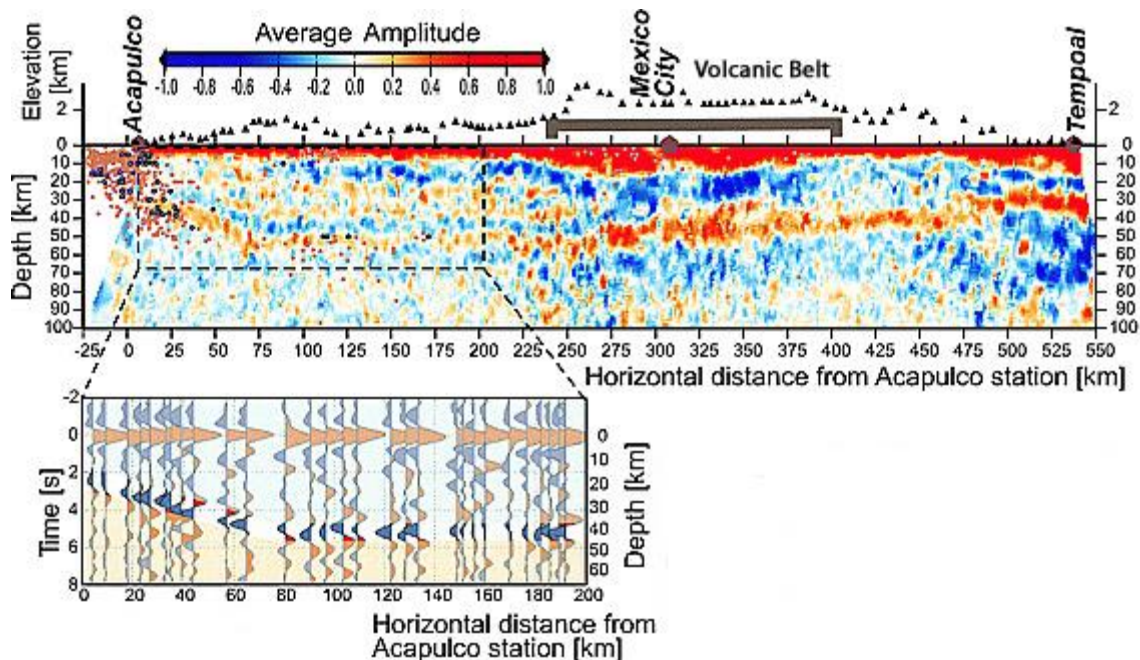 Average Amplitude
-1.0 -0.8 -0.6 -0.4 -0.2 0.0 0.2 0.4 0.6 0.8 1.0
Acapulco
Mexico
City
Volcanic Belt
Tempoal
Elevation
[km]
2
0
2
0
Depth [km]
10
20
30
40
50
60
70
80
90
100
10
20
30
40
50
60
70
80
90
100
-25 0 25 50 75 100 125 150 175 200 225 250 275 300 325 350 375 400 425 450 475 500 525 550
Horizontal distance from Acapulco station [km]
Time [s]
-2
0
2
4
6
8
0
10
20
30
40
50
60
Depth [km]
0 20 40 60 80 100 120 140 160 180 200
Horizontal distance from
Acapulco station [km]